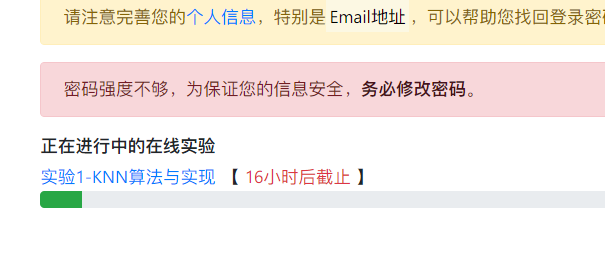 请注意完善您的个人信息，特别是 Email地址 ，可以帮助您找回登录密
密码强度不够，为保证您的信息安全，务必修改密码。
正在进行中的在线实验
实验1-KNN算法与实现 【 16小时后截止 】